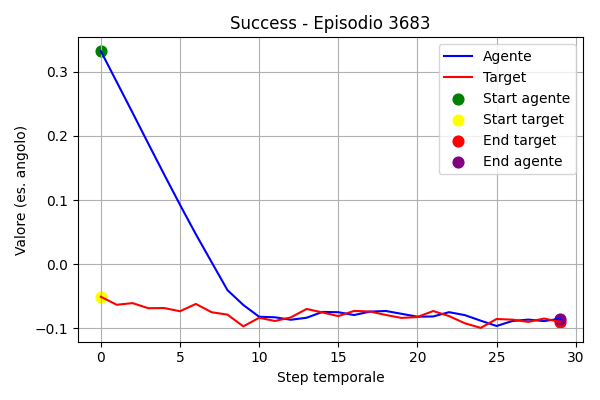 Success - Episodio 3683
Valore (es. angolo)
0.3
0.2
0.1
0.0
−0.1
0
5
10
15
20
25
30
Step temporale
Agente
Target
Start agente
Start target
End target
End agente